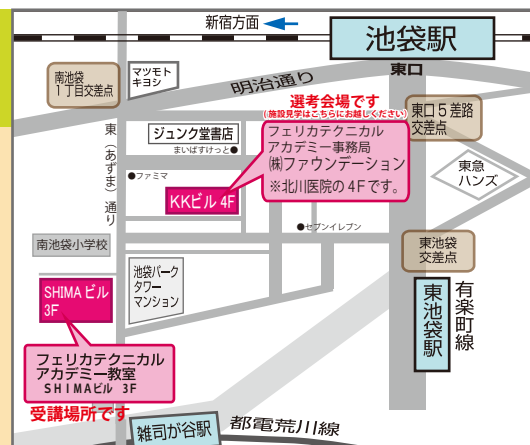 新宿方面
池袋駅
東口
南池袋
1丁目交差点
マツモト
キヨシ
明治通り
選考会場です
(施設見学はこちらにお越しください)
フェリカテクニカル
アカデミー事務局
㈱ファウンデーション
※北川医院の4Fです。
東口5差路
交差点
東急
ハンズ
ジュンク堂書店
まいばすけっと●
●ファミマ
KKビル 4F
東(あずま)通り
●セブンイレブン
南池袋小学校
東池袋
交差点
池袋パーク
タワー
マンション
SHIMAビル
3F
東池袋駅
有楽町線
フェリカテクニカル
アカデミー教室
SHIMAビル 3F
受講場所です
雑司が谷駅
都電荒川線